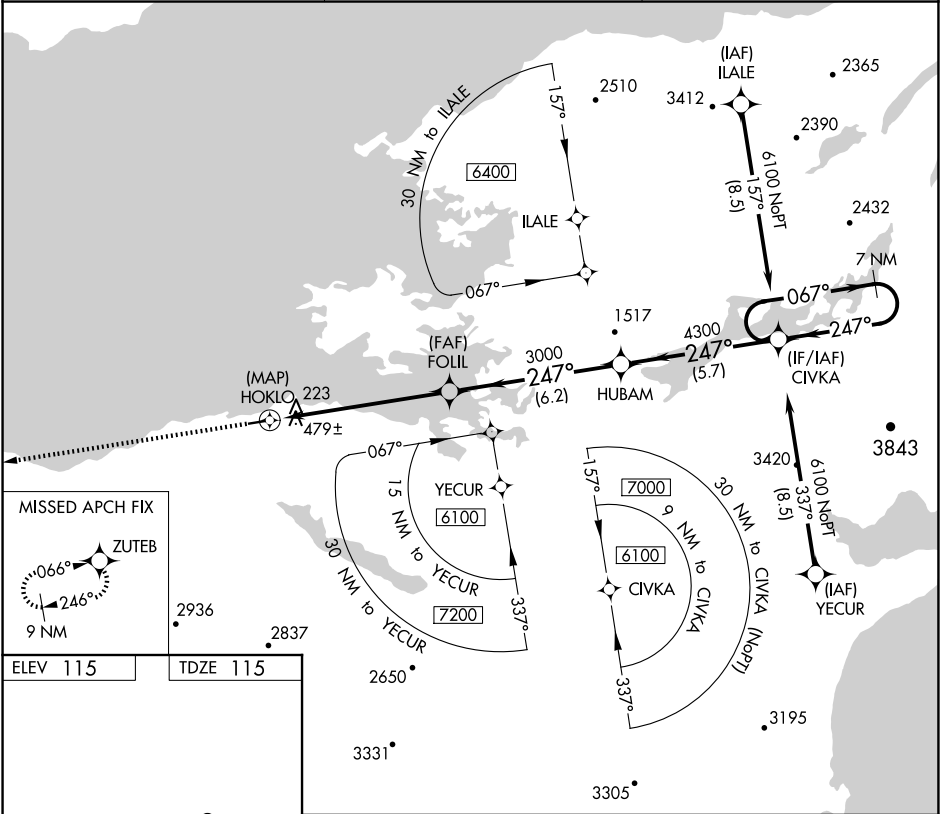 (IAF)
ILALE
2365
2510
3412
2390
30 NM to ILALE
157°
6400
ILALE
067°
6100 NoPT
157°
(8.5)
2432
7 NM
067°
247°
1517
4300
247°
(5.7)
(IF/IAF)
CIVKA
(FAF)
FOLIL
3000
247°
(6.2)
HUBAM
(MAP)
HOKLO
223
479±
3843
067°
15 NM to YECUR
30 NM to YECUR
YECUR
6100
7200
337°
157°
7000
9 NM to CIVKA
30 NM to CIVKA (NoPT)
6100
CIVKA
337°
3420
6100 NoPT
337°
(8.5)
(IAF)
YECUR
MISSED APCH FIX
ZUTEB
066°
246°
9 NM
2936
2837
2650
3331
3195
3305
ELEV 115
TDZE 115